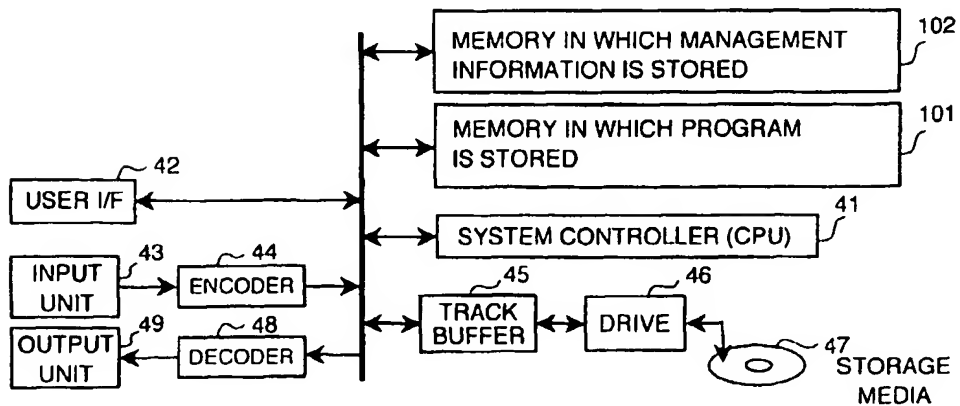 102
MEMORY IN WHICH MANAGEMENT
INFORMATION IS STORED
101
MEMORY IN WHICH PROGRAM
IS STORED
42
USER I/F
41
SYSTEM CONTROLLER (CPU)
43
INPUT
UNIT
44
ENCODER
45
TRACK
BUFFER
46
DRIVE
49
OUTPUT
UNIT
48
DECODER
47
STORAGE
MEDIA